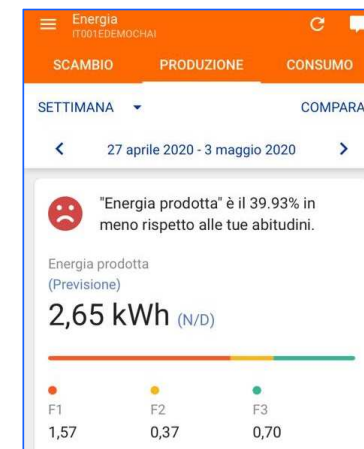 Energia
IT001EDEMOCHAI
SCAMBIO PRODUZIONE CONSUMO
SETTIMANA COMPARA
27 aprile 2020 - 3 maggio 2020
"Energia prodotta" è il 39.93% in
meno rispetto alle tue abitudini.
Energia prodotta
(Previsione)
2,65 kWh (N/D)
F1 F2 F3
1,57 0,37 0,70